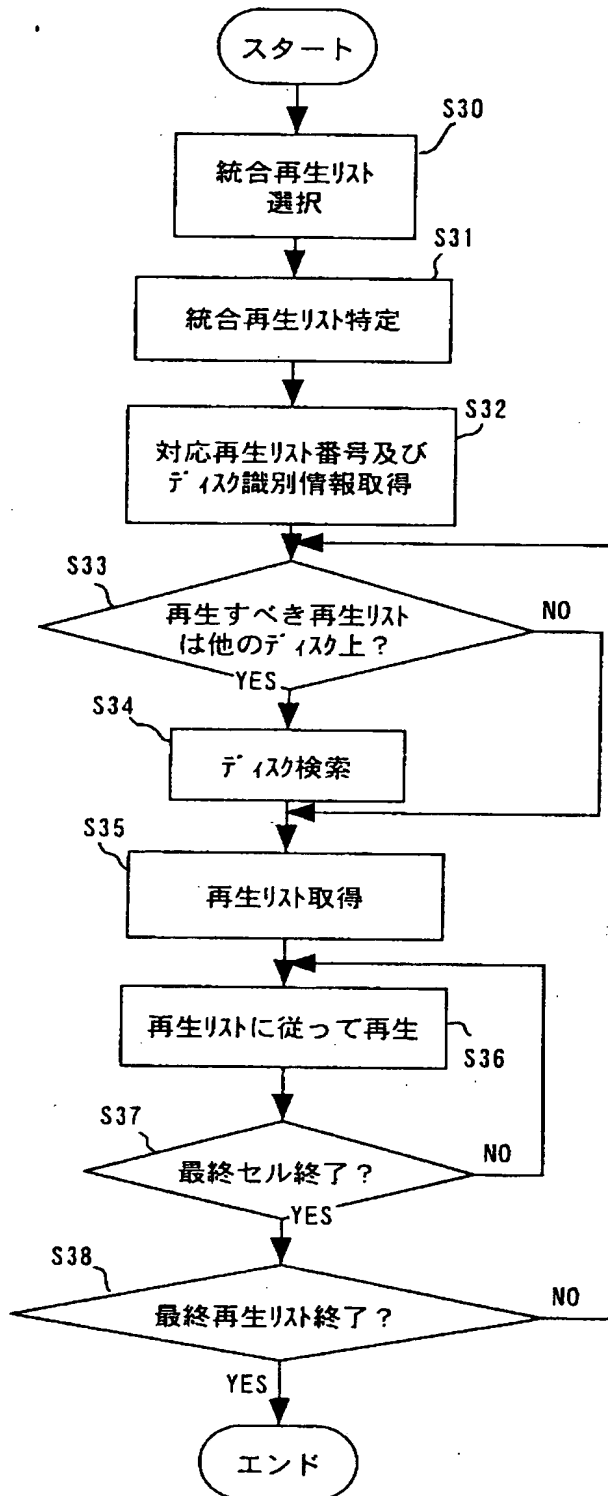 スタート
S30
統合再生リスト
選択
S31
統合再生リスト特定
S32
対応再生リスト番号及び
ディスク識別情報取得
S33
再生すべき再生リスト
は他のディスク上？
NO
YES
S34
ディスク検索
S35
再生リスト取得
再生リストに従って再生
S36
S37
最終セル終了？
NO
YES
S38
最終再生リスト終了？
NO
YES
エンド